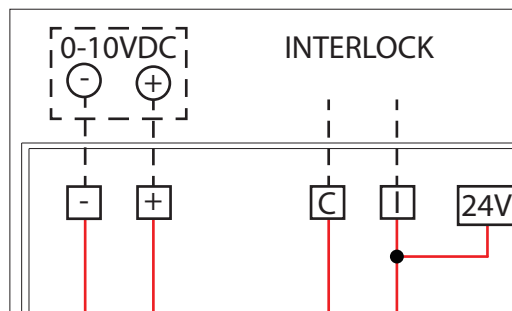 0-10VDC INTERLOCK
- +
- + C I 24V